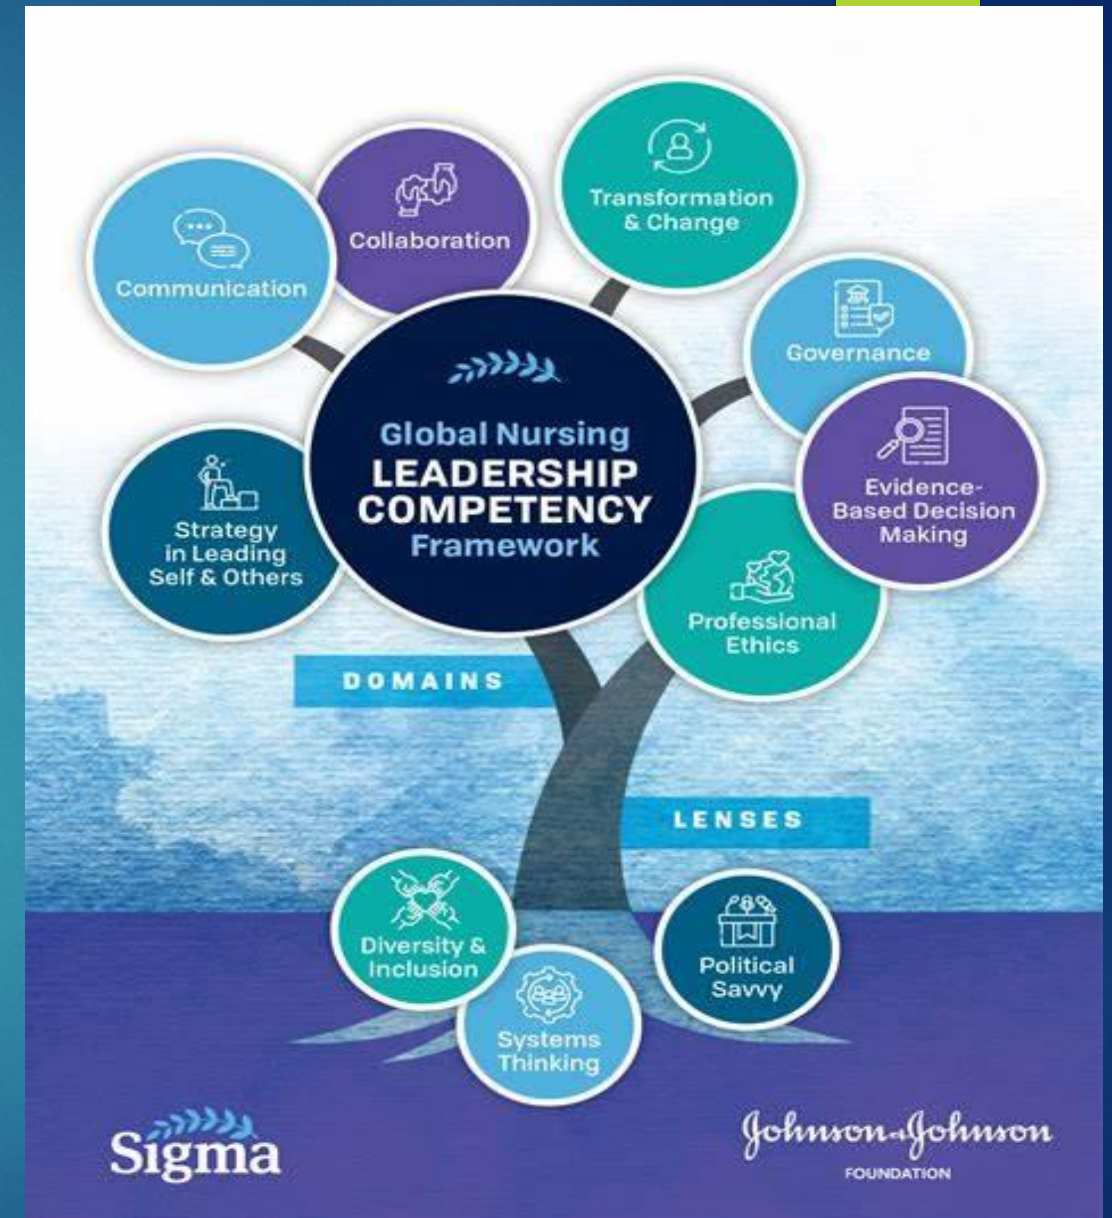 Transformation
& Change
Collaboration
Communication
Governance
Global Nursing
LEADERSHIP
COMPETENCY
Framework
Evidence-
Based Decision
Making
Strategy
in Leading
Self & Others
Professional
Ethics
DOMAINS
LENSES
Diversity &
Inclusion
Political
Savvy
Systems
Thinking
Sigma
Johnson & Johnson
FOUNDATION